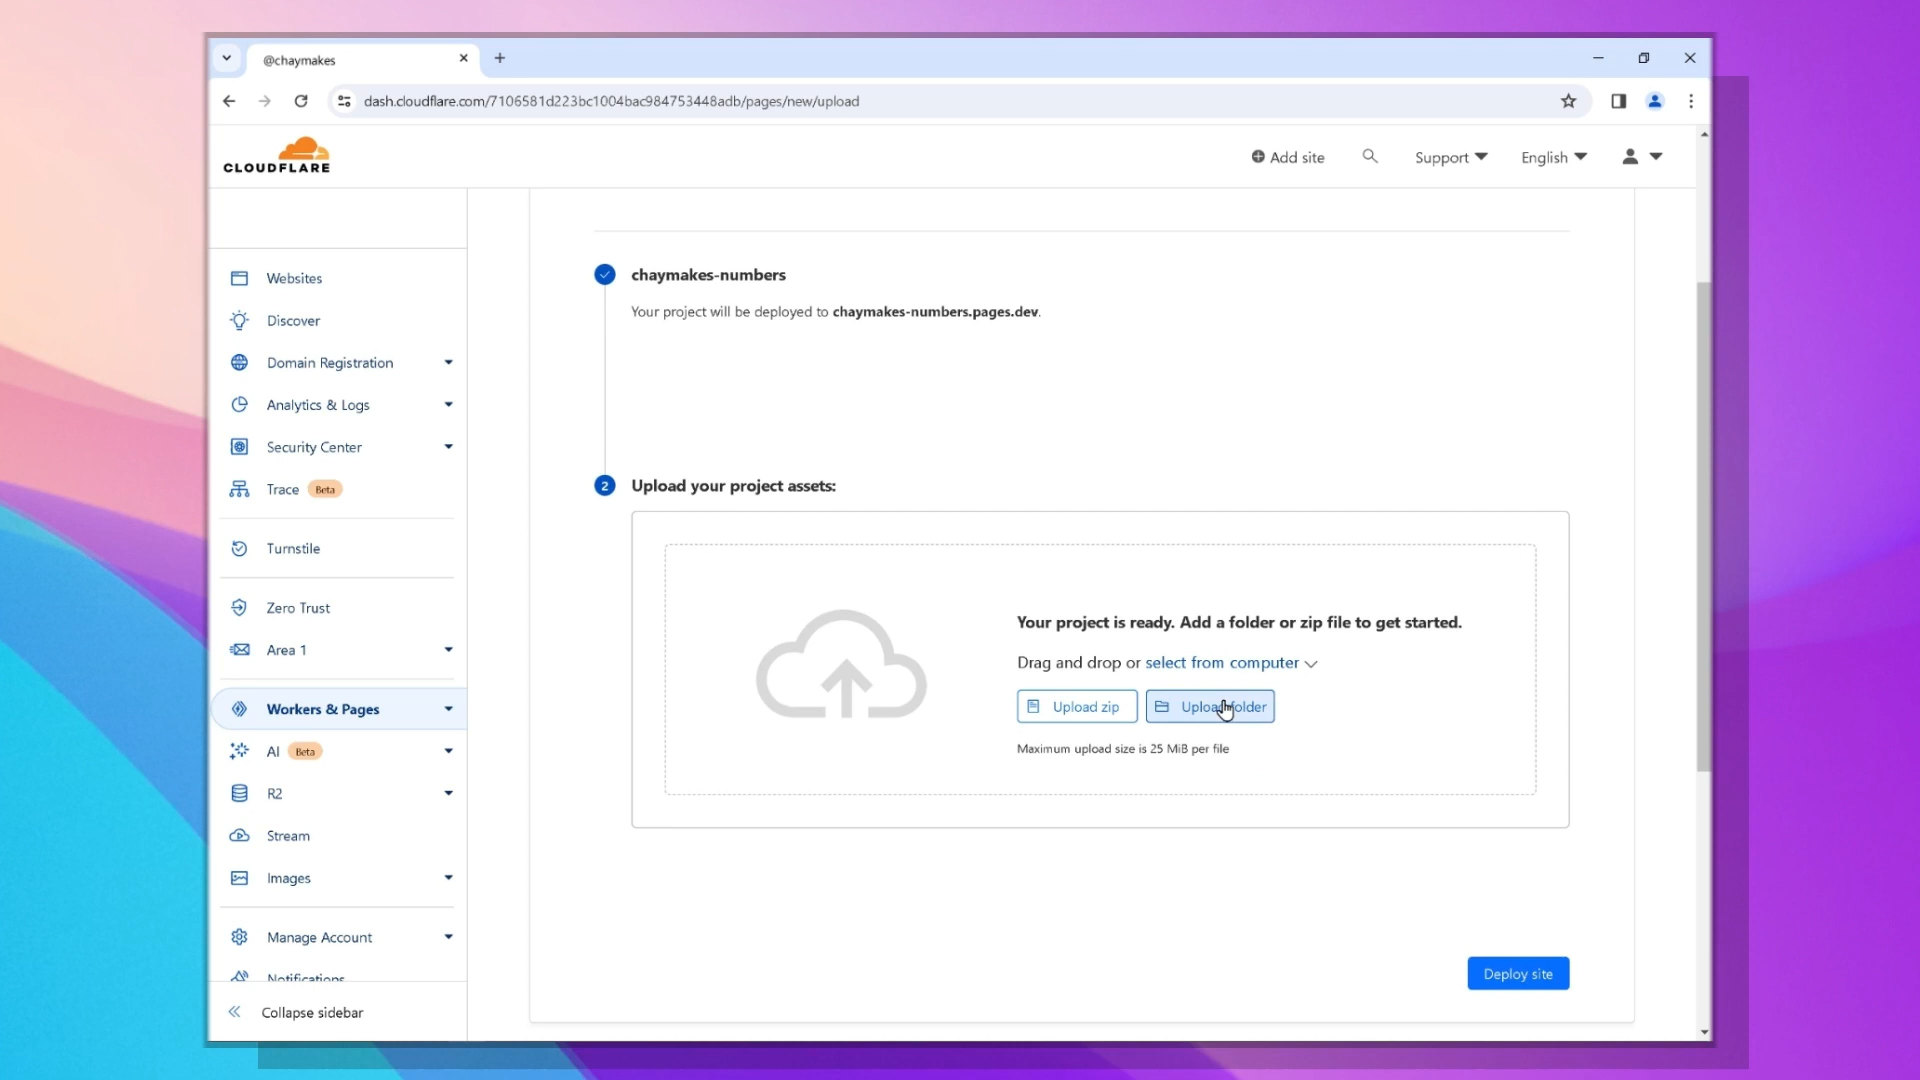 @chaymakes
dash.cloudflare.com/7106581d223bc1004bac984753448adb/pages/new/upload
CLOUDFLARE
Add site
Support
English
Websites
Discover
Domain Registration
Analytics & Logs
Security Center
Trace Beta
Turnstile
Zero Trust
Area 1
Workers & Pages
AI Beta
R2
Stream
Images
Manage Account
Notifications
Collapse sidebar
chaymakes-numbers
Your project will be deployed to chaymakes-numbers.pages.dev.
2 Upload your project assets:
Your project is ready. Add a folder or zip file to get started.
Drag and drop or select from computer
Upload zip
Upload folder
Maximum upload size is 25 MiB per file
Deploy site